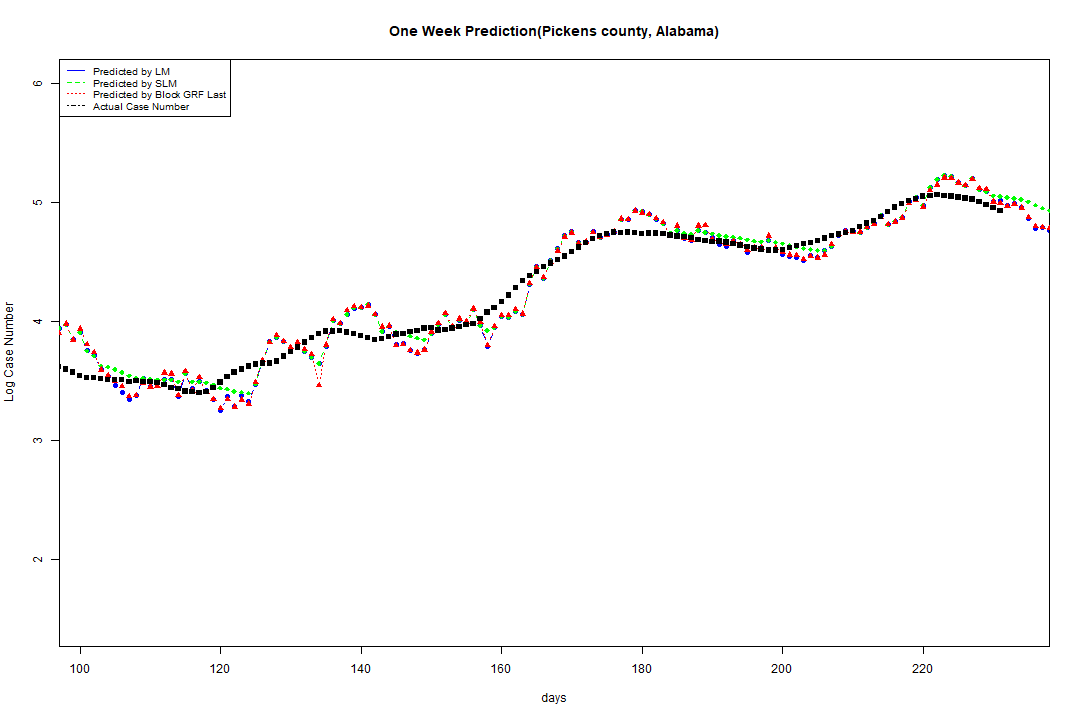 One Week Prediction(Pickens county, Alabama)
Predicted by LM
Predicted by SLM
Predicted by Block GRF Last
Actual Case Number
Log Case Number
6
5
4
3
2
100 120 140 160 180 200 220
days